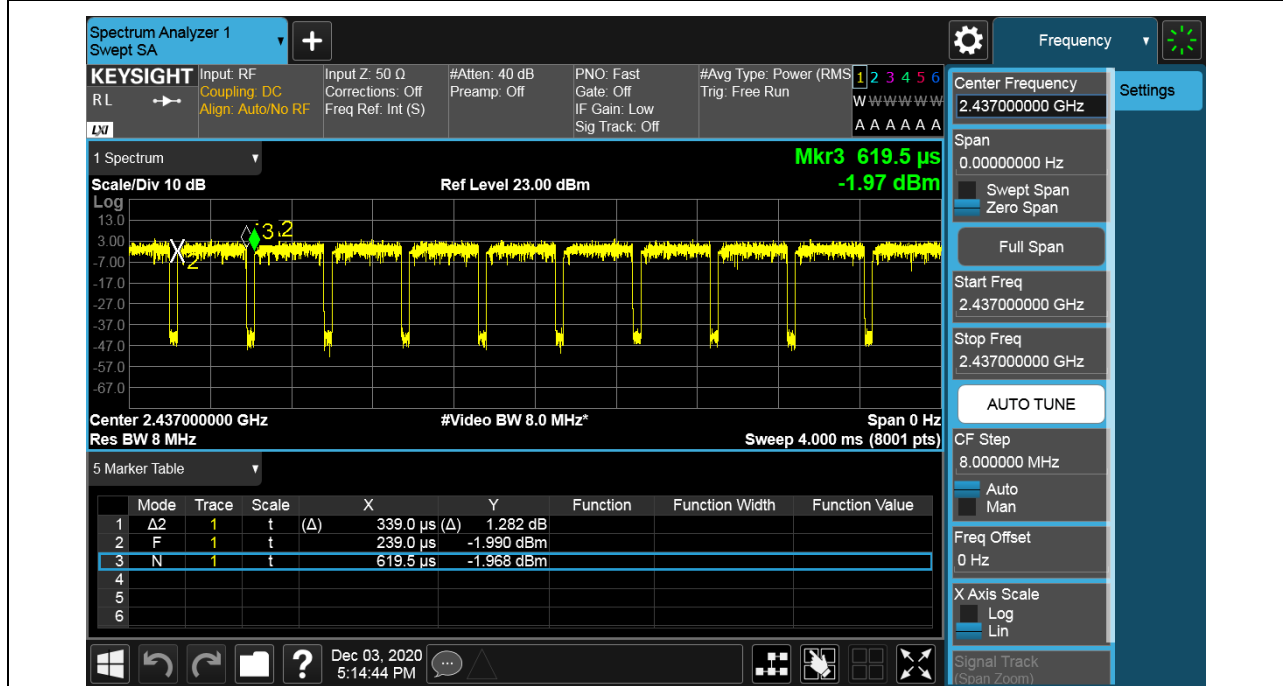 Spectrum Analyzer 1
Swept SA
+
Frequency
KEYSIGHT
RL
LXI
Input: RF
Coupling: DC
Align: Auto/No RF
Input Z: 50 Ω
Corrections: Off
Freq Ref: Int (S)
#Atten: 40 dB
Preamp: Off
PNO: Fast
Gate: Off
IF Gain: Low
Sig Track: Off
#Avg Type: Power (RMS
Trig: Free Run
1 2 3 4 5 6
W W W W W W
A A A A A A
1 Spectrum
Scale/Div 10 dB
Ref Level 23.00 dBm
Mkr3 619.5 µs
-1.97 dBm
Log
13.0
3.00
-7.00
-17.0
-27.0
-37.0
-47.0
-57.0
-67.0
3
2
2
Center 2.437000000 GHz
#Video BW 8.0 MHz*
Span 0 Hz
Res BW 8 MHz
Sweep 4.000 ms (8001 pts)
5 Marker Table
Mode Trace Scale X Y Function Function Width Function Value
1 Δ2 1 t (Δ) 339.0 µs (Δ) 1.282 dB
2 F 1 t 239.0 µs -1.990 dBm
3 N 1 t 619.5 µs -1.968 dBm
4
5
6
?
Dec 03, 2020
5:14:44 PM
Center Frequency
2.437000000 GHz
Settings
Span
0.00000000 Hz
Swept Span
Zero Span
Full Span
Start Freq
2.437000000 GHz
Stop Freq
2.437000000 GHz
AUTO TUNE
CF Step
8.000000 MHz
Auto
Man
Freq Offset
0 Hz
X Axis Scale
Log
Lin
Signal Track
(Span Zoom)